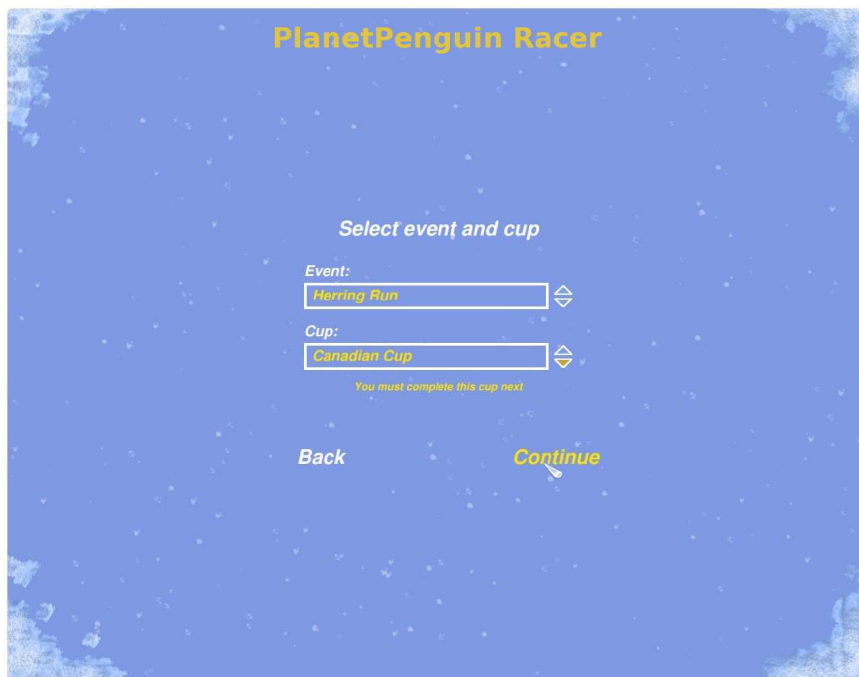 PlanetPenguin Racer
Select event and cup
Event:
Herring Run
Cup:
Canadian Cup
You must complete this cup next
Back Continue